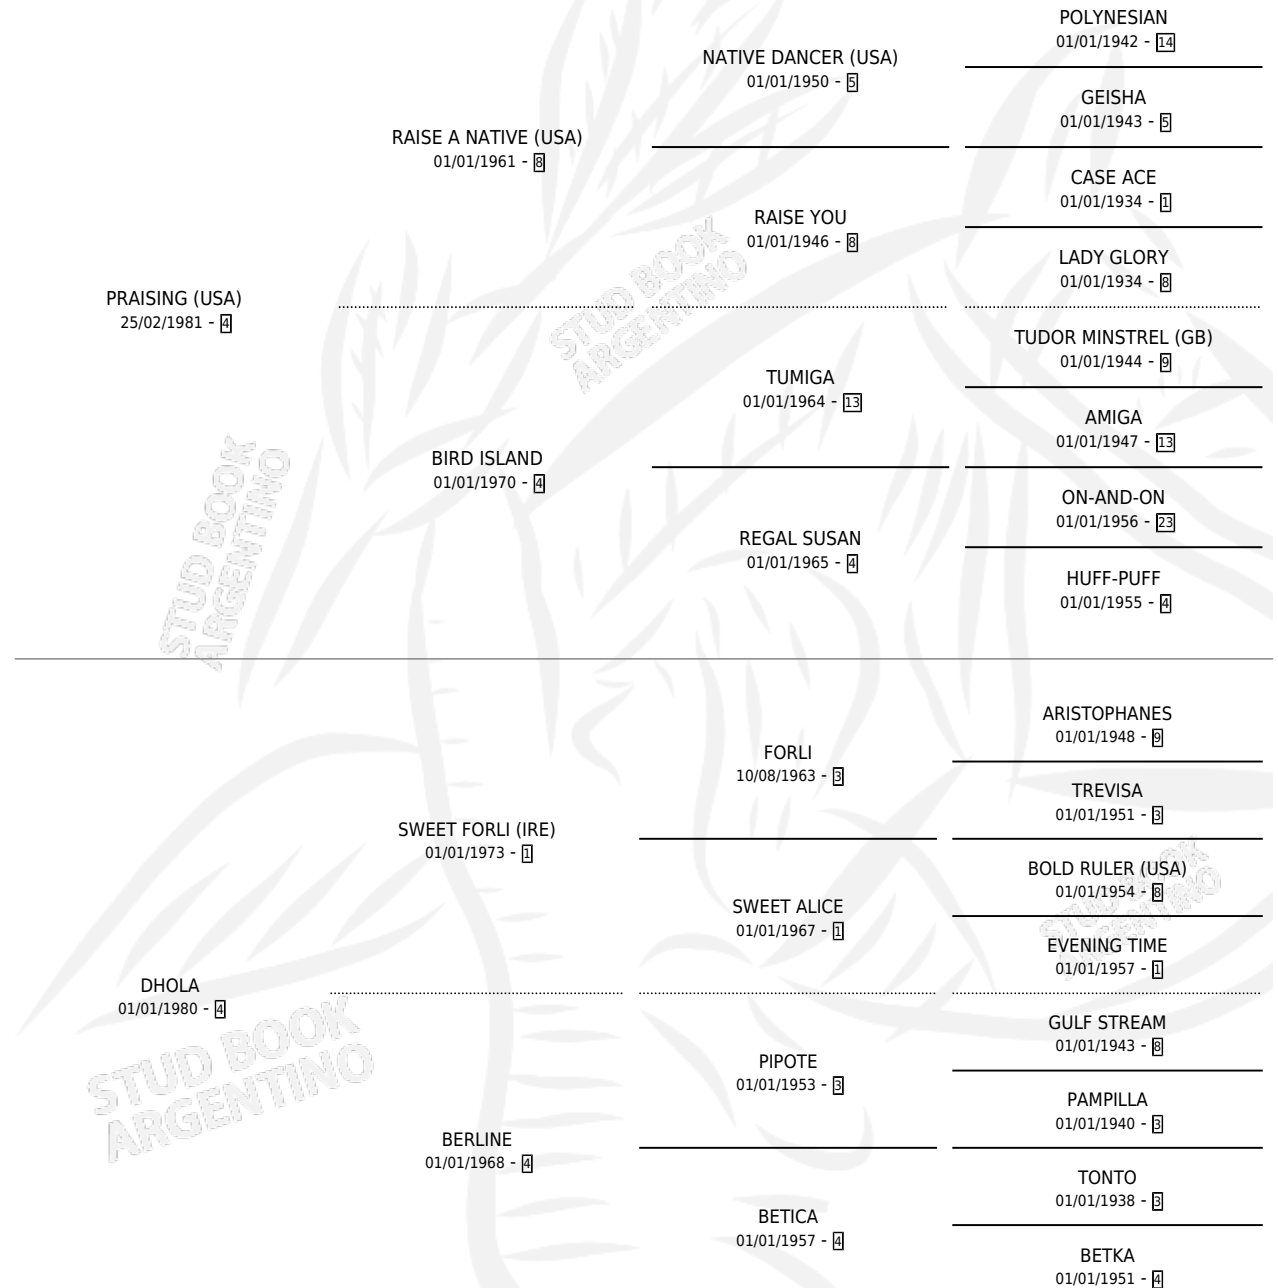 POLYNESIAN
01/01/1942 - 14
NATIVE DANCER (USA)
01/01/1950 - 5
GEISHA
01/01/1943 - 5
RAISE A NATIVE (USA)
01/01/1961 - 8
CASE ACE
01/01/1934 - 1
RAISE YOU
01/01/1946 - 8
LADY GLORY
01/01/1934 - 8
PRAISING (USA)
25/02/1981 - 4
STUD BOOK
ARGENTINO
TUDOR MINSTREL (GB)
01/01/1944 - 9
TUMIGA
01/01/1964 - 13
AMIGA
01/01/1947 - 13
BIRD ISLAND
01/01/1970 - 4
ON-AND-ON
01/01/1956 - 23
REGAL SUSAN
01/01/1965 - 4
HUFF-PUFF
01/01/1955 - 4
STUD BOOK
ARGENTINO
ARISTOPHANES
01/01/1948 - 9
FORLI
10/08/1963 - 3
TREVISA
01/01/1951 - 3
SWEET FORLI (IRE)
01/01/1973 - 1
BOLD RULER (USA)
01/01/1954 - 8
SWEET ALICE
01/01/1967 - 1
STUD BOOK
ARGENTINO
EVENING TIME
01/01/1957 - 1
DHOLA
01/01/1980 - 4
STUD BOOK
ARGENTINO
GULF STREAM
01/01/1943 - 8
PIPOTE
01/01/1953 - 3
PAMPILLA
01/01/1940 - 3
BERLINE
01/01/1968 - 4
TONTO
01/01/1938 - 3
BETICA
01/01/1957 - 4
BETKA
01/01/1951 - 4